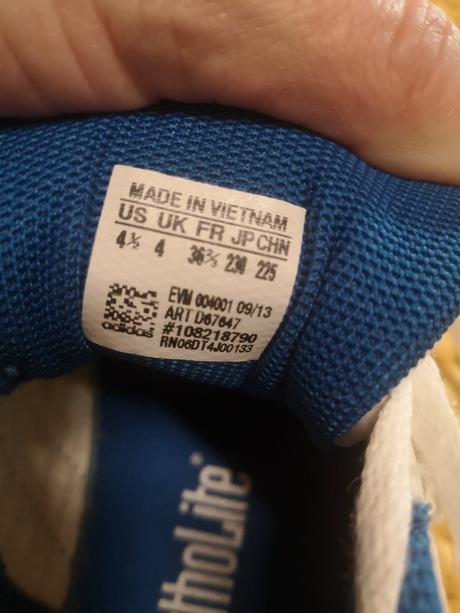 MADE IN VIETNAM
US UK FR JP CHN
4½ 4 36⅔ 230 225
EVM 004001 09/13
ART D67647
#108218790
RN06DT4J00133
adidas
thoLite